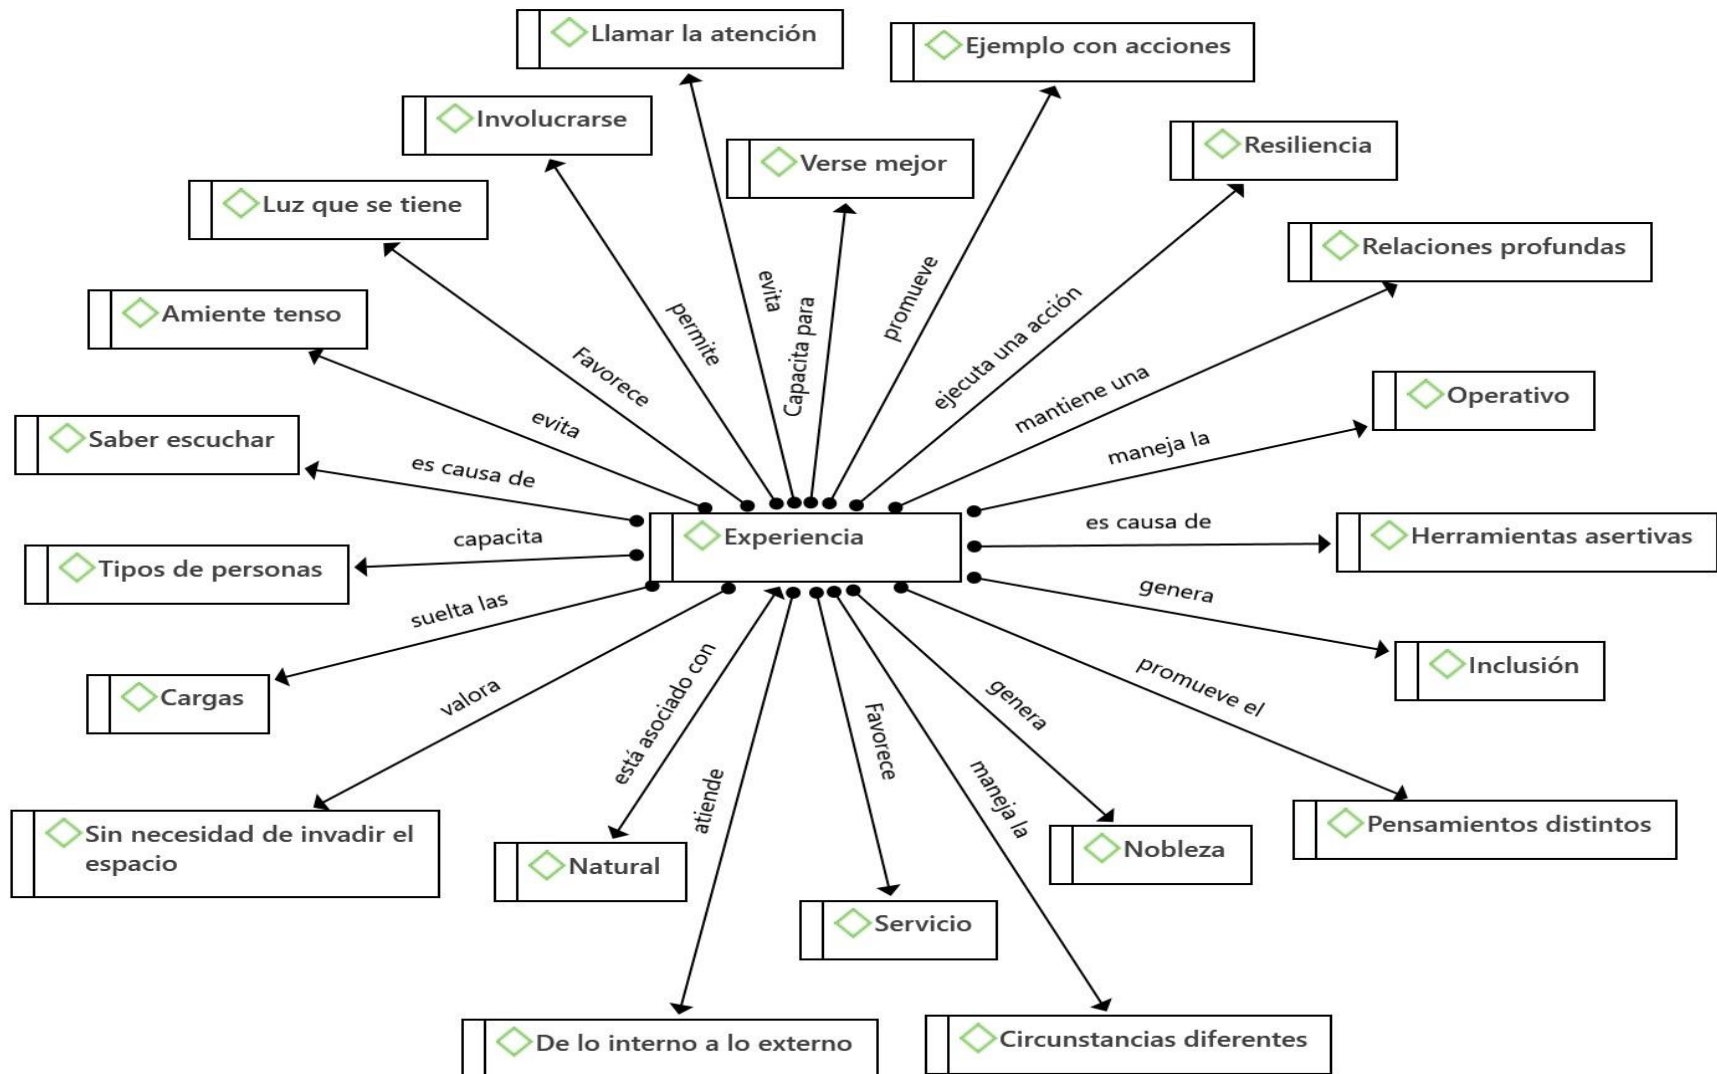 Llamar la atención
Ejemplo con acciones
Involucrarse
Verse mejor
Resiliencia
Luz que se tiene
Relaciones profundas
Amiente tenso
Operativo
Saber escuchar
Herramientas asertivas
Tipos de personas
Experiencia
Inclusión
Cargas
Sin necesidad de invadir el
espacio
Natural
Servicio
Nobleza
Pensamientos distintos
De lo interno a lo externo
Circunstancias diferentes
evita
Capacita para
promueve
permite
ejecuta una acción
Favorece
mantiene una
evita
maneja la
es causa de
es causa de
capacita
genera
suelta las
promueve el
valora
está asociado con
atiende
Favorece
maneja la
genera